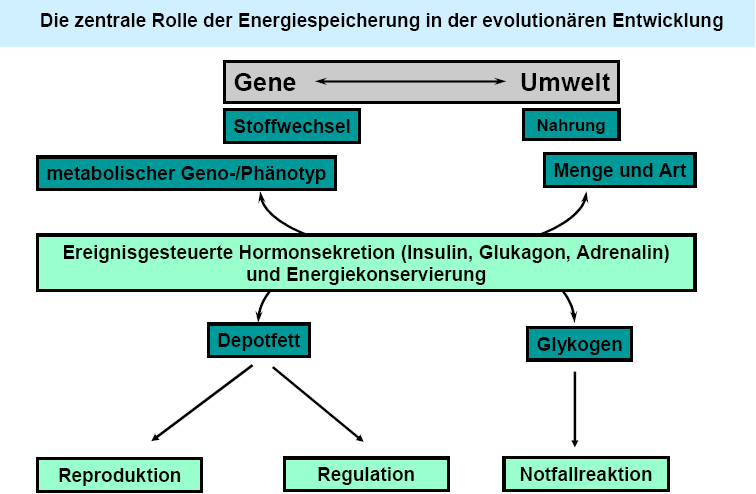 Die zentrale Rolle der Energiespeicherung in der evolutionären Entwicklung
Gene
Umwelt
Stoffwechsel
Nahrung
metabolischer Geno-/Phänotyp
Menge und Art
Ereignisgesteuerte Hormonsekretion (Insulin, Glukagon, Adrenalin)
und Energiekonservierung
Depotfett
Glykogen
Reproduktion
Regulation
Notfallreaktion